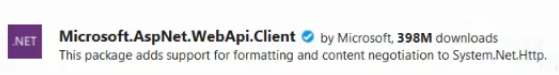 .NET
Microsoft.AspNet.WebApi.Client by Microsoft, 398M downloads
This package adds support for formatting and content negotiation to System.Net.Http.